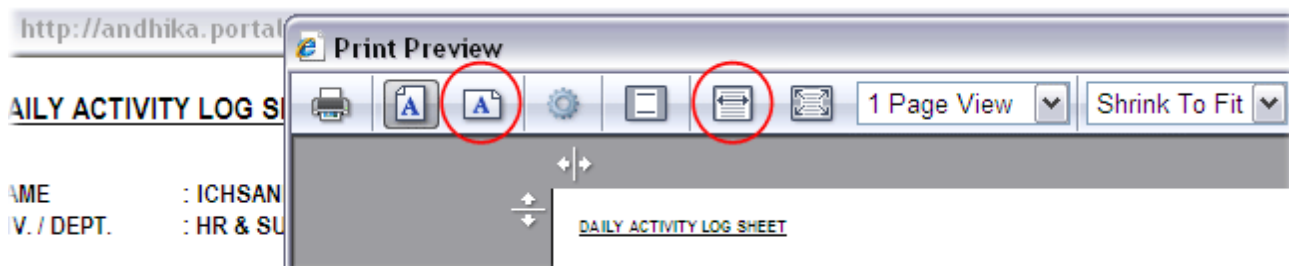 http://andhika.portal
Print Preview
1 Page View
Shrink To Fit
AILY ACTIVITY LOG S
AME : ICHSAN
IV. / DEPT. : HR & SU
DAILY ACTIVITY LOG SHEET